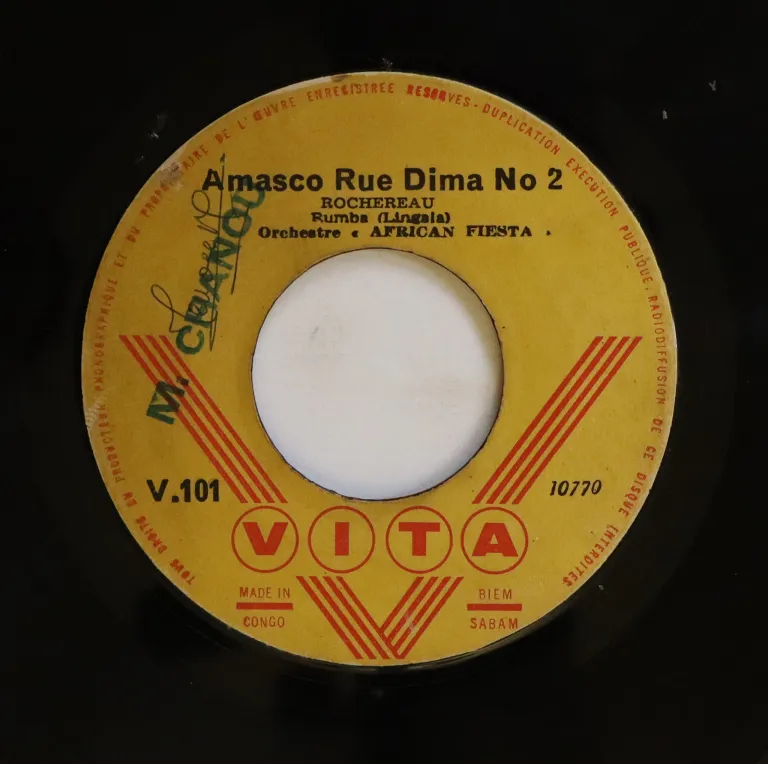 TOUS DROITS DU PRODUCTEUR PHONOGRAPHIQUE ET DU PROPRIETAIRE DE L'ŒUVRE ENREGISTREE RESERVES - DUPLICATION EXECUTION PUBLIQUE, RADIODIFFUSION DE CE DISQUE INTERDITES
Amasco Rue Dima No 2
ROCHEREAU
Rumba (Lingala)
Orchestre « AFRICAN FIESTA »
M. CHANOU
V.101
10770
VITA
MADE IN
CONGO
BIEM
SABAM